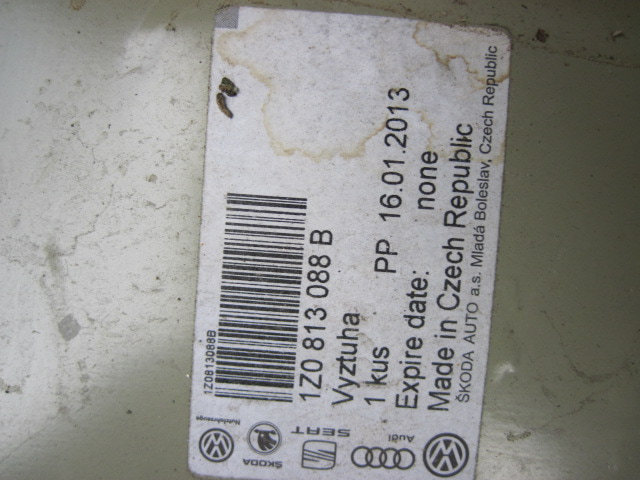 1Z0813088B
1Z0 813 088 B
Vyztuha
1 kus PP 16.01.2013
Expire date: none
Made in Czech Republic
ŠKODA AUTO a.s. Mladá Boleslav, Czech Republic
Nutzfahrzeuge
ŠKODA
SEAT
Audi